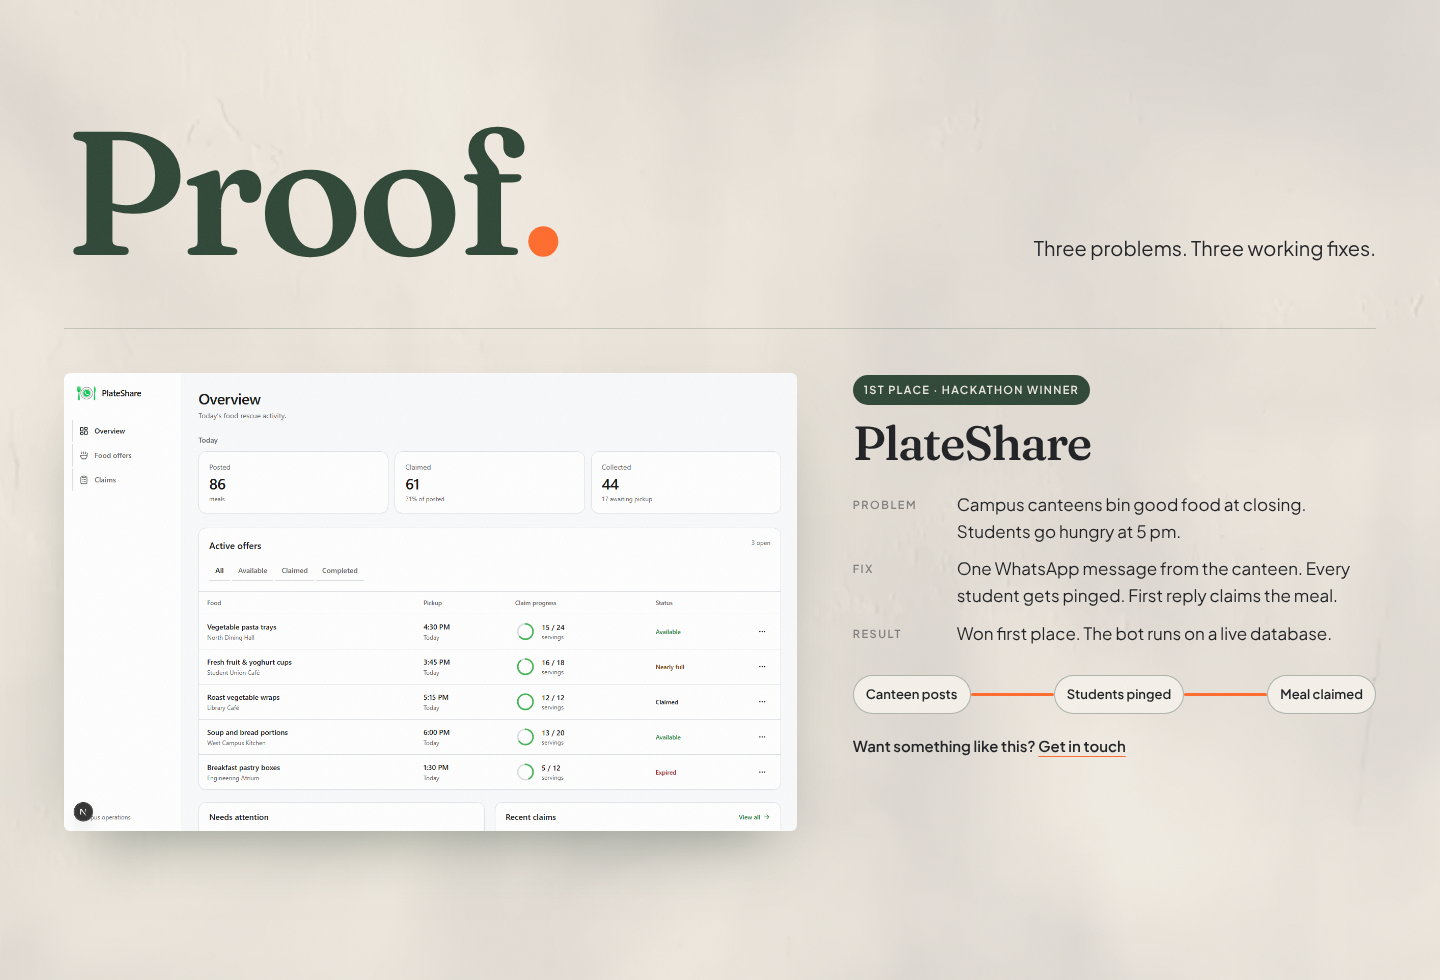 Proof.
Three problems. Three working fixes.
PlateShare
Overview
Food offers
Claims
N
pus operations
Overview
Today's food rescue activity.
Today
Posted
86
meals
Claimed
61
71% of posted
Collected
44
17 awaiting pickup
Active offers
3 open
All Available Claimed Completed
Food Pickup Claim progress Status
Vegetable pasta trays 4:30 PM 15 / 24 Available
North Dining Hall Today servings
Fresh fruit & yoghurt cups 3:45 PM 16 / 18 Nearly full
Student Union Café Today servings
Roast vegetable wraps 5:15 PM 12 / 12 Claimed
Library Café Today servings
Soup and bread portions 6:00 PM 13 / 20 Available
West Campus Kitchen Today servings
Breakfast pastry boxes 1:30 PM 5 / 12 Expired
Engineering Atrium Today servings
Needs attention
Recent claims
View all →
1ST PLACE · HACKATHON WINNER
PlateShare
PROBLEM
Campus canteens bin good food at closing.
Students go hungry at 5 pm.
FIX
One WhatsApp message from the canteen. Every
student gets pinged. First reply claims the meal.
RESULT
Won first place. The bot runs on a live database.
Canteen posts
Students pinged
Meal claimed
Want something like this? Get in touch